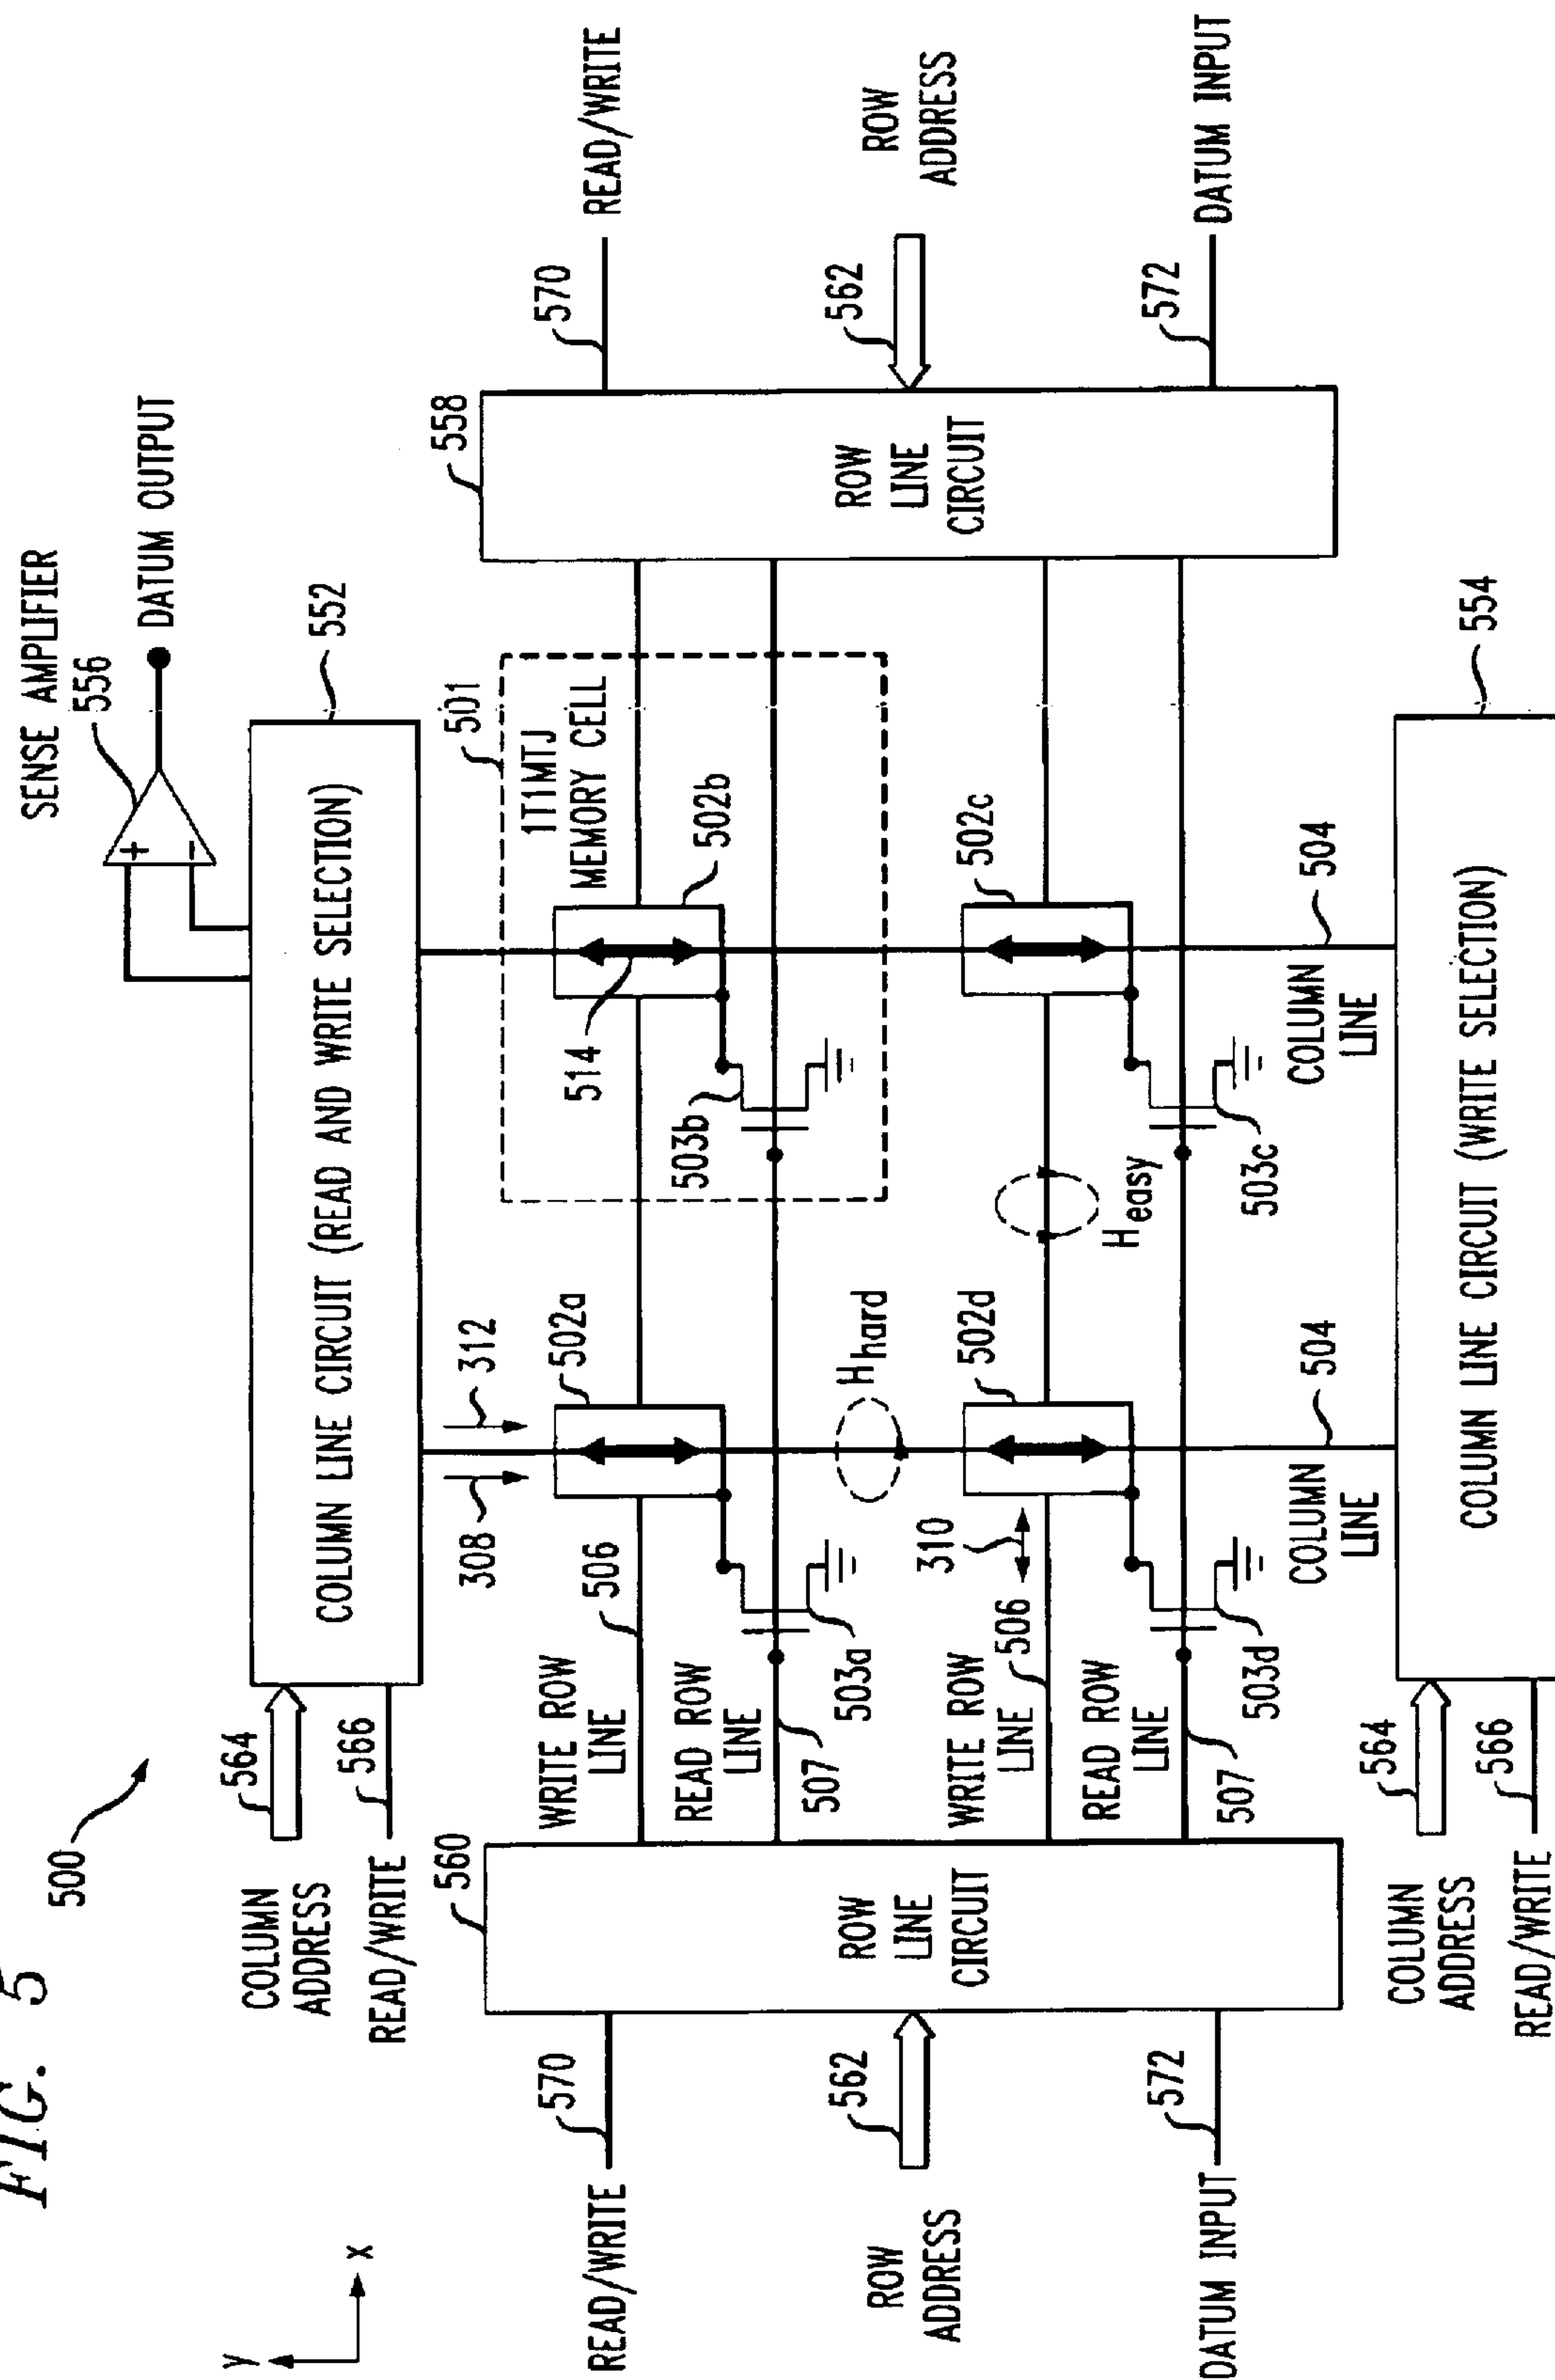 FIG. 5
500
y
x
SENSE AMPLIFIER
556
DATUM OUTPUT
COLUMN
ADDRESS
564
READ/WRITE
566
COLUMN LINE CIRCUIT (READ AND WRITE SELECTION)
552
308
312
501
1T1MTJ
MEMORY CELL
560
ROW
LINE
CIRCUIT
558
ROW
LINE
CIRCUIT
READ/WRITE
570
ROW
ADDRESS
562
DATUM INPUT
572
570
READ/WRITE
562
ROW
ADDRESS
572
DATUM INPUT
WRITE ROW
LINE
506
READ ROW
LINE
507
502a
503a
502b
514
503b
Hhard
WRITE ROW
LINE
506
310
READ ROW
LINE
507
502d
503d
Heasy
502c
503c
COLUMN
LINE
504
COLUMN
LINE
504
COLUMN
ADDRESS
564
READ/WRITE
566
COLUMN LINE CIRCUIT (WRITE SELECTION)
554